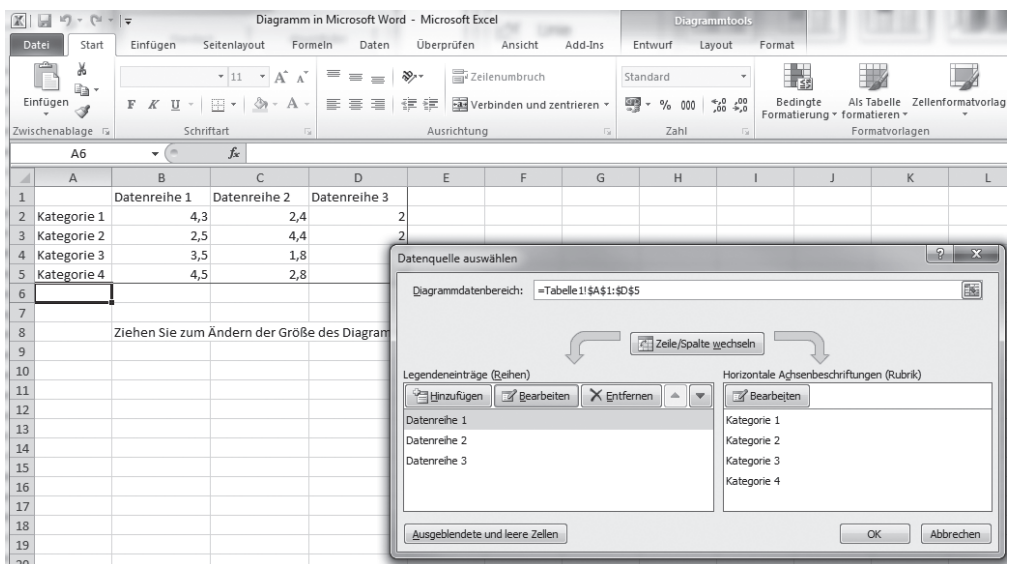 Diagramm in Microsoft Word - Microsoft Excel
Diagrammtools
Datei Start Einfügen Seitenlayout Formeln Daten Überprüfen Ansicht Add-Ins Entwurf Layout Format
11 A A Zeilenumbruch Standard
Einfügen F K U A Verbinden und zentrieren % 000 ,00 ,00 ,0 Bedingte Formatierung Als Tabelle formatieren Zellenformatvorlag
Zwischenablage Schriftart Ausrichtung Zahl Formatvorlagen
A6 fx
A B C D E F G H I J K L
1 Datenreihe 1 Datenreihe 2 Datenreihe 3
2 Kategorie 1 4,3 2,4 2
3 Kategorie 2 2,5 4,4 2
4 Kategorie 3 3,5 1,8
5 Kategorie 4 4,5 2,8
6
7
8 Ziehen Sie zum Ändern der Größe des Diagram
9
10
11
12
13
14
15
16
17
18
19
20
Datenquelle auswählen
Diagrammdatenbereich: =Tabelle1!$A$1:$D$5
Zeile/Spalte wechseln
Legendeneinträge (Reihen)
Hinzufügen Bearbeiten Entfernen
Datenreihe 1
Datenreihe 2
Datenreihe 3
Horizontale Achsenbeschriftungen (Rubrik)
Bearbeiten
Kategorie 1
Kategorie 2
Kategorie 3
Kategorie 4
Ausgeblendete und leere Zellen
OK Abbrechen